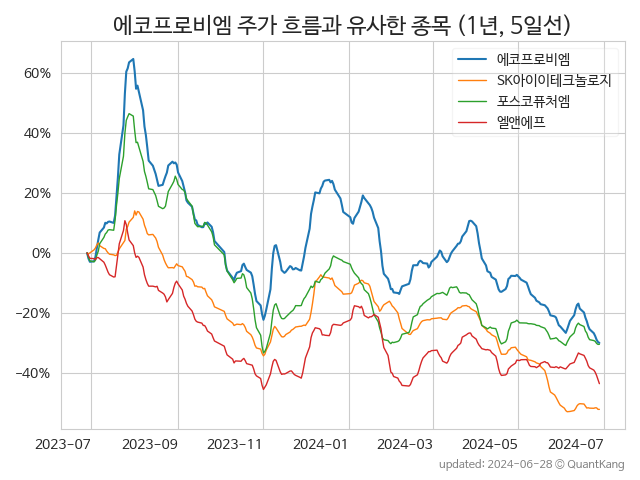 에코프로비엠 주가 흐름과 유사한 종목 (1년, 5일선)
에코프로비엠
SK아이이테크놀로지
포스코퓨처엠
엘앤에프
60%
40%
20%
0%
−20%
−40%
2023-07
2023-09
2023-11
2024-01
2024-03
2024-05
2024-07
updated: 2024-06-28 ⓒ QuantKang